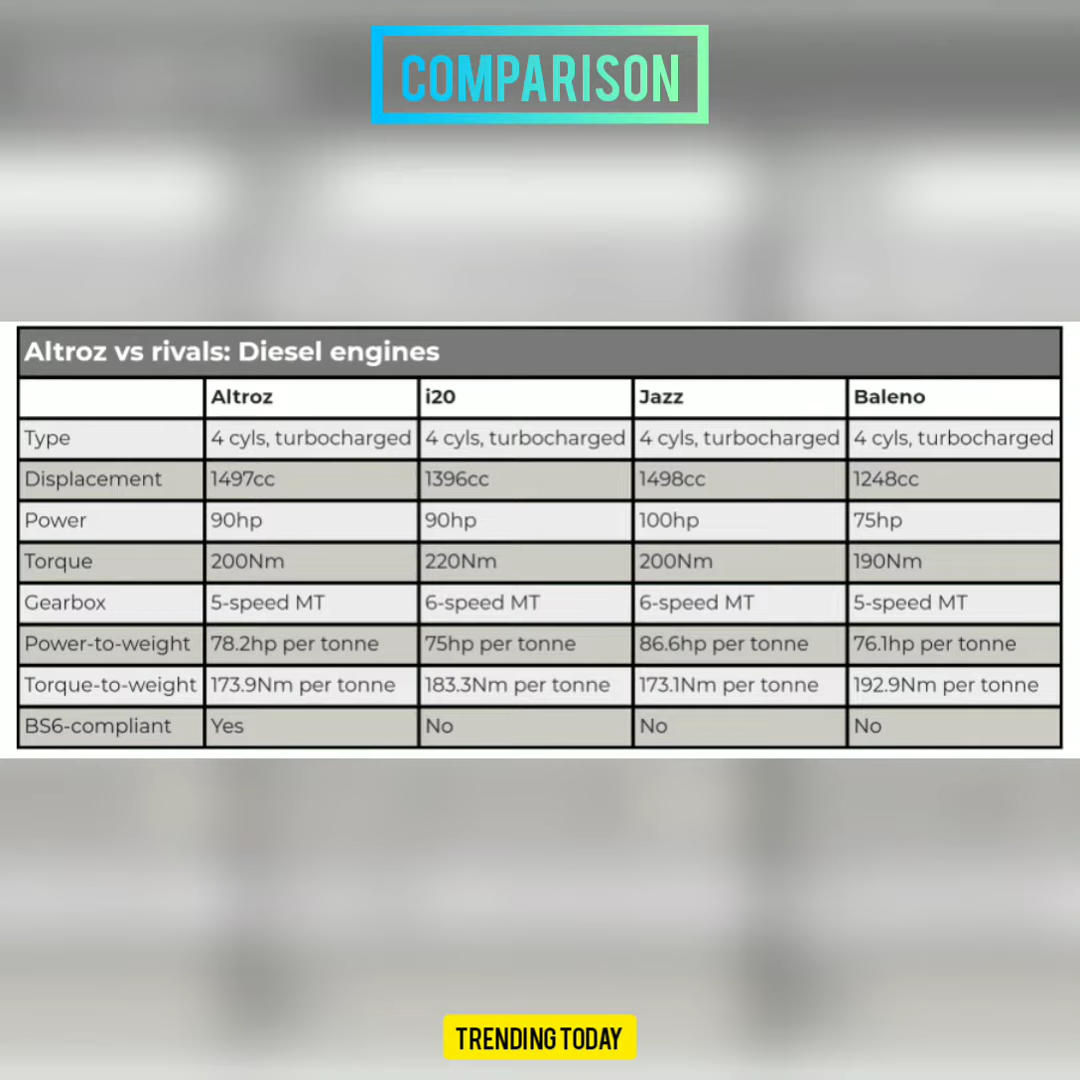 COMPARISON
Altroz vs rivals: Diesel engines
Altroz i20 Jazz Baleno
Type 4 cyls, turbocharged 4 cyls, turbocharged 4 cyls, turbocharged 4 cyls, turbocharged
Displacement 1497cc 1396cc 1498cc 1248cc
Power 90hp 90hp 100hp 75hp
Torque 200Nm 220Nm 200Nm 190Nm
Gearbox 5-speed MT 6-speed MT 6-speed MT 5-speed MT
Power-to-weight 78.2hp per tonne 75hp per tonne 86.6hp per tonne 76.1hp per tonne
Torque-to-weight 173.9Nm per tonne 183.3Nm per tonne 173.1Nm per tonne 192.9Nm per tonne
BS6-compliant Yes No No No
TRENDING TODAY